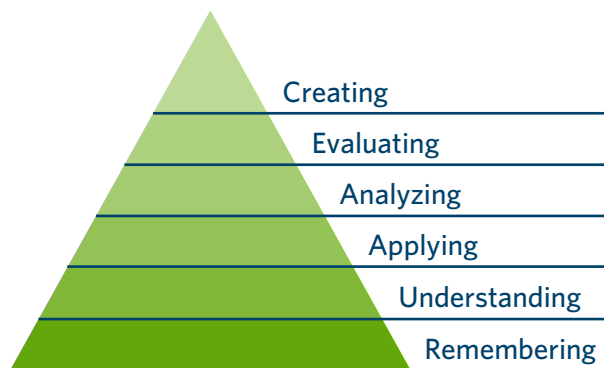 Creating
Evaluating
Analyzing
Applying
Understanding
Remembering